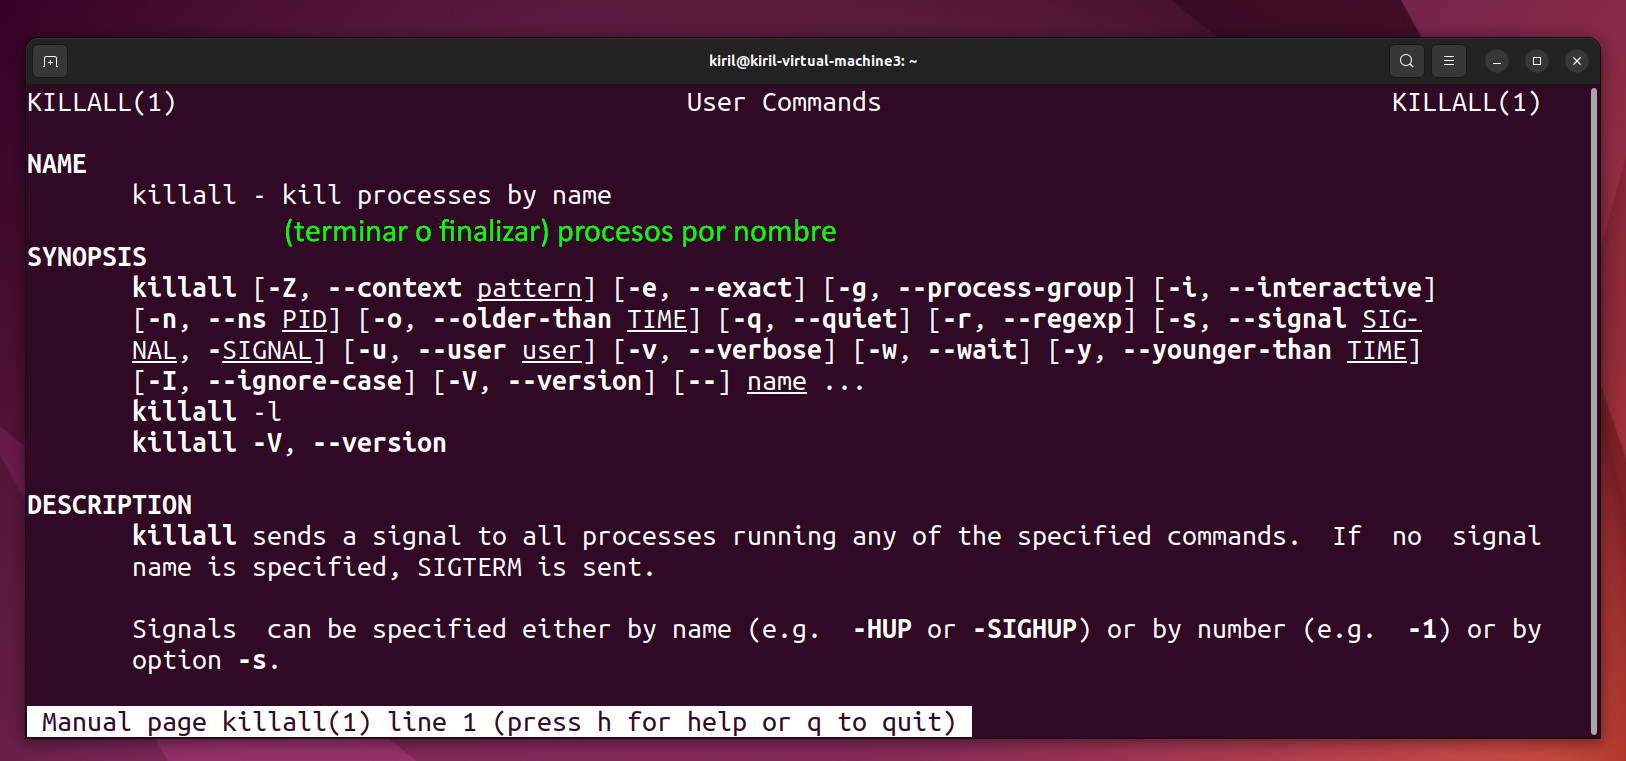 kiril@kiril-virtual-machine3: ~
KILLALL(1) User Commands KILLALL(1)
NAME
killall - kill processes by name
(terminar o finalizar) procesos por nombre
SYNOPSIS
killall [-Z, --context pattern] [-e, --exact] [-g, --process-group] [-i, --interactive]
[-n, --ns PID] [-o, --older-than TIME] [-q, --quiet] [-r, --regexp] [-s, --signal SIG-
NAL, -SIGNAL] [-u, --user user] [-v, --verbose] [-w, --wait] [-y, --younger-than TIME]
[-I, --ignore-case] [-V, --version] [--] name ...
killall -l
killall -V, --version
DESCRIPTION
killall sends a signal to all processes running any of the specified commands. If no signal
name is specified, SIGTERM is sent.
Signals can be specified either by name (e.g. -HUP or -SIGHUP) or by number (e.g. -1) or by
option -s.
Manual page killall(1) line 1 (press h for help or q to quit)